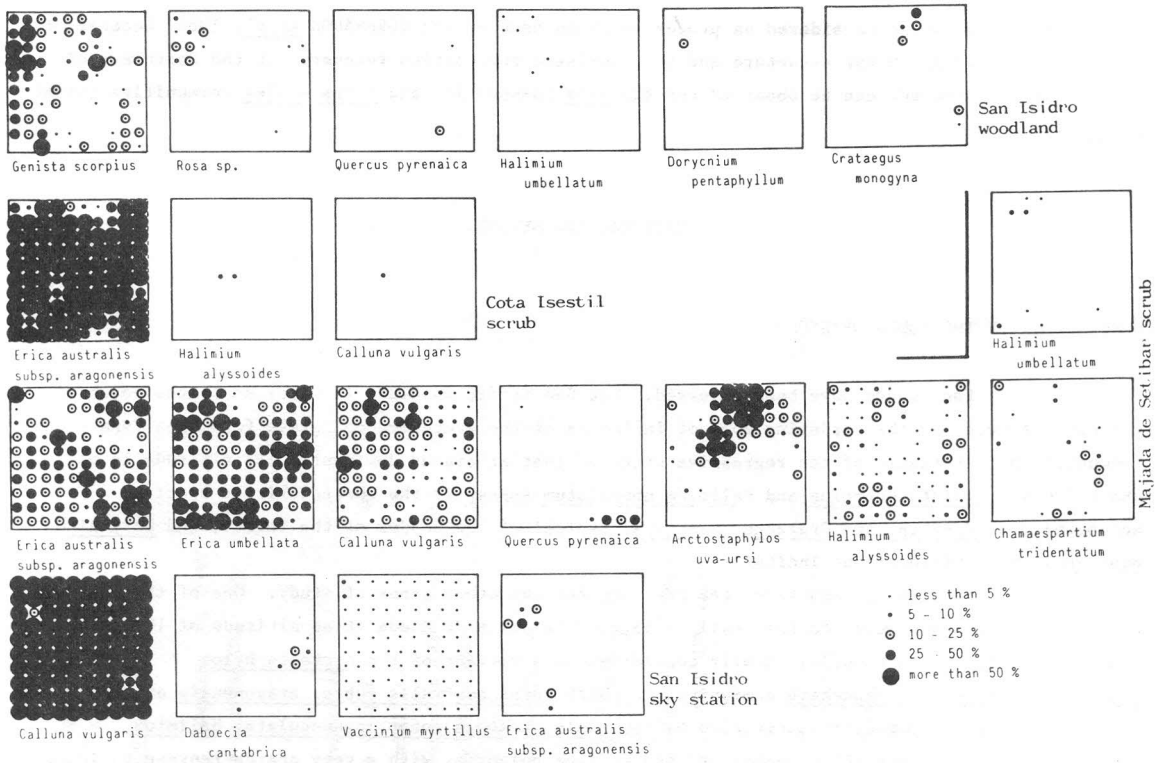 Genista scorpius
Rosa sp.
Quercus pyrenaica
Halimium
umbellatum
Dorycnium
pentaphyllum
Crataegus
monogyna
San Isidro
woodland
Erica australis
subsp. aragonensis
Halimium
alyssoides
Calluna vulgaris
Cota Isestil
scrub
Halimium
umbellatum
Majada de Setibar scrub
Erica australis
subsp. aragonensis
Erica umbellata
Calluna vulgaris
Quercus pyrenaica
Arctostaphylos
uva-ursi
Halimium
alyssoides
Chamaespartium
tridentatum
Calluna vulgaris
Daboecia
cantabrica
Vaccinium myrtillus
Erica australis
subsp. aragonensis
San Isidro
sky station
less than 5 %
5 - 10 %
10 - 25 %
25 - 50 %
more than 50 %